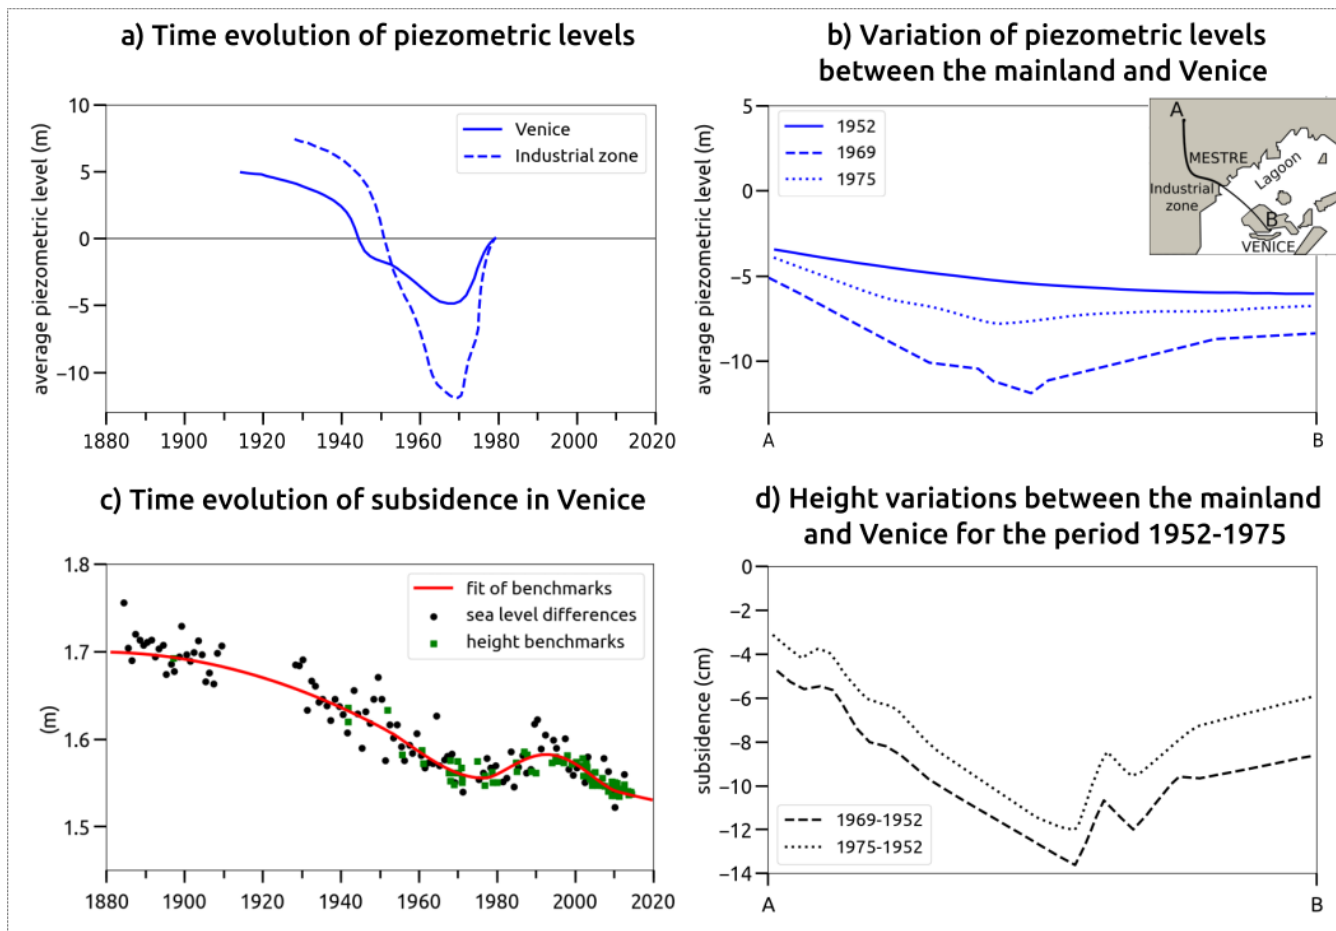 a) Time evolution of piezometric levels
average piezometric level (m)
10
5
0
−5
−10
Venice
Industrial zone
1880 1900 1920 1940 1960 1980 2000 2020
b) Variation of piezometric levels
between the mainland and Venice
average piezometric level (m)
5
0
−5
−10
1952
1969
1975
A
MESTRE
Lagoon
Industrial
zone
B
VENICE
A B
c) Time evolution of subsidence in Venice
(m)
1.8
1.7
1.6
1.5
fit of benchmarks
sea level differences
height benchmarks
1880 1900 1920 1940 1960 1980 2000 2020
d) Height variations between the mainland
and Venice for the period 1952-1975
subsidence (cm)
0
−2
−4
−6
−8
−10
−12
−14
1969-1952
1975-1952
A B